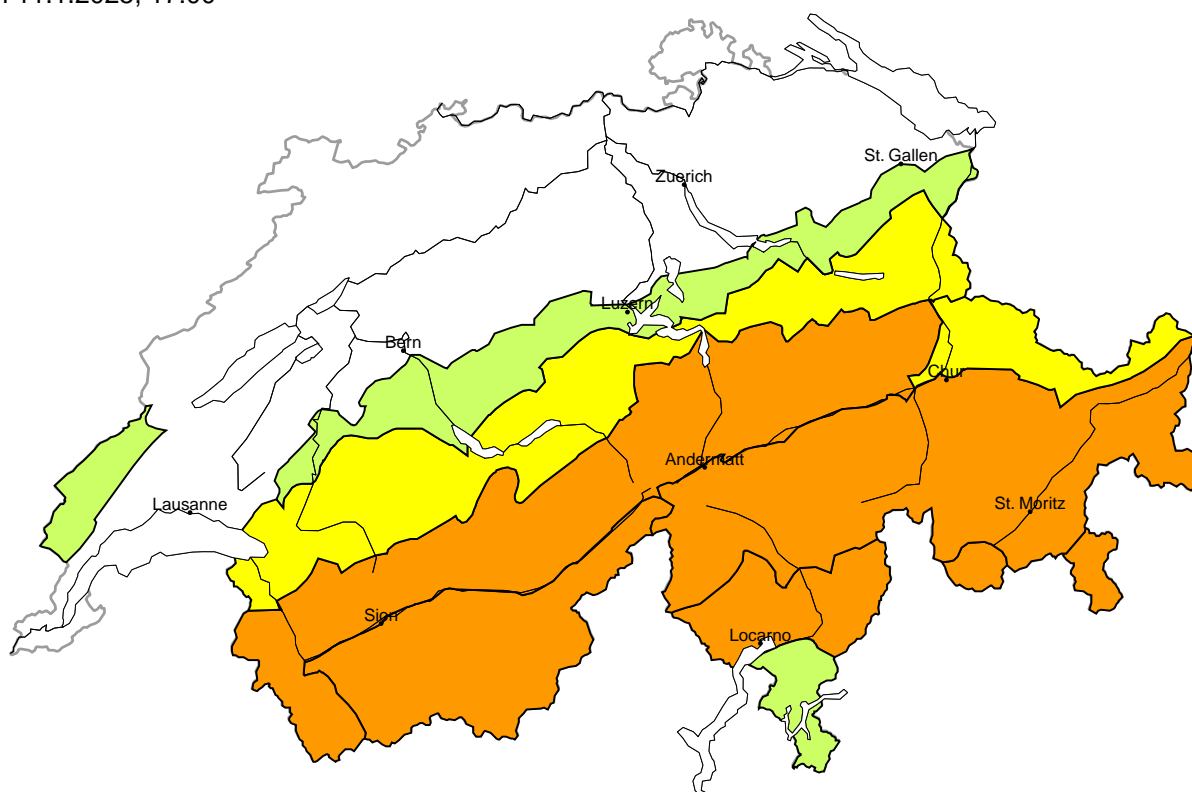 St. Gallen
Zuerich
Luzern
Bern
Chur
Andermatt
Lausanne
St. Moritz
Sion
Locarno